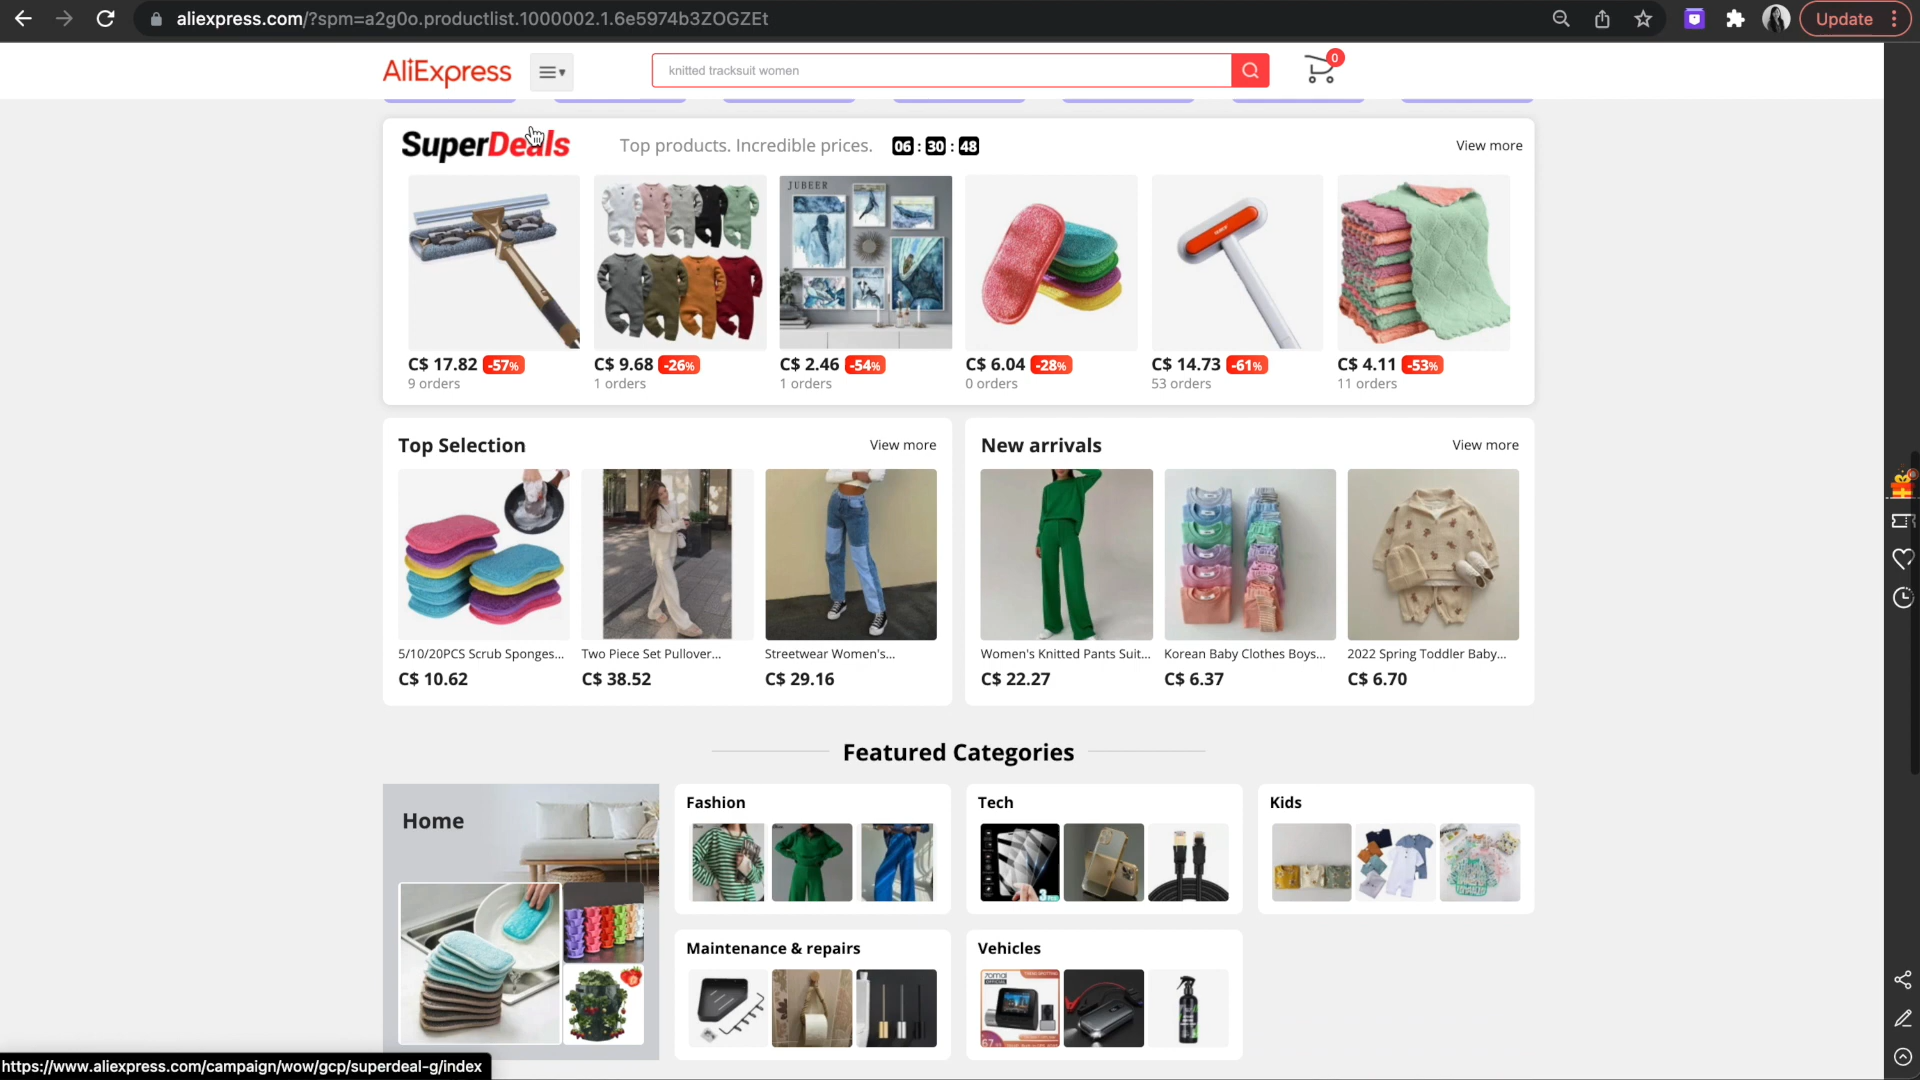 aliexpress.com/?spm=a2g0o.productlist.1000002.1.6e5974b3ZOGZEt
Update
AliExpress
knitted tracksuit women
0
SuperDeals
Top products. Incredible prices.
06 : 30 : 48
View more
JUBEER
C$ 17.82 -57%
9 orders
C$ 9.68 -26%
1 orders
C$ 2.46 -54%
1 orders
C$ 6.04 -28%
0 orders
C$ 14.73 -61%
53 orders
C$ 4.11 -53%
11 orders
Top Selection
View more
5/10/20PCS Scrub Sponges...
C$ 10.62
Two Piece Set Pullover...
C$ 38.52
Streetwear Women's...
C$ 29.16
New arrivals
View more
Women's Knitted Pants Suit...
C$ 22.27
Korean Baby Clothes Boys...
C$ 6.37
2022 Spring Toddler Baby...
C$ 6.70
Featured Categories
Home
Fashion
Tech
Kids
Maintenance & repairs
Vehicles
70mai
https://www.aliexpress.com/campaign/wow/gcp/superdeal-g/index